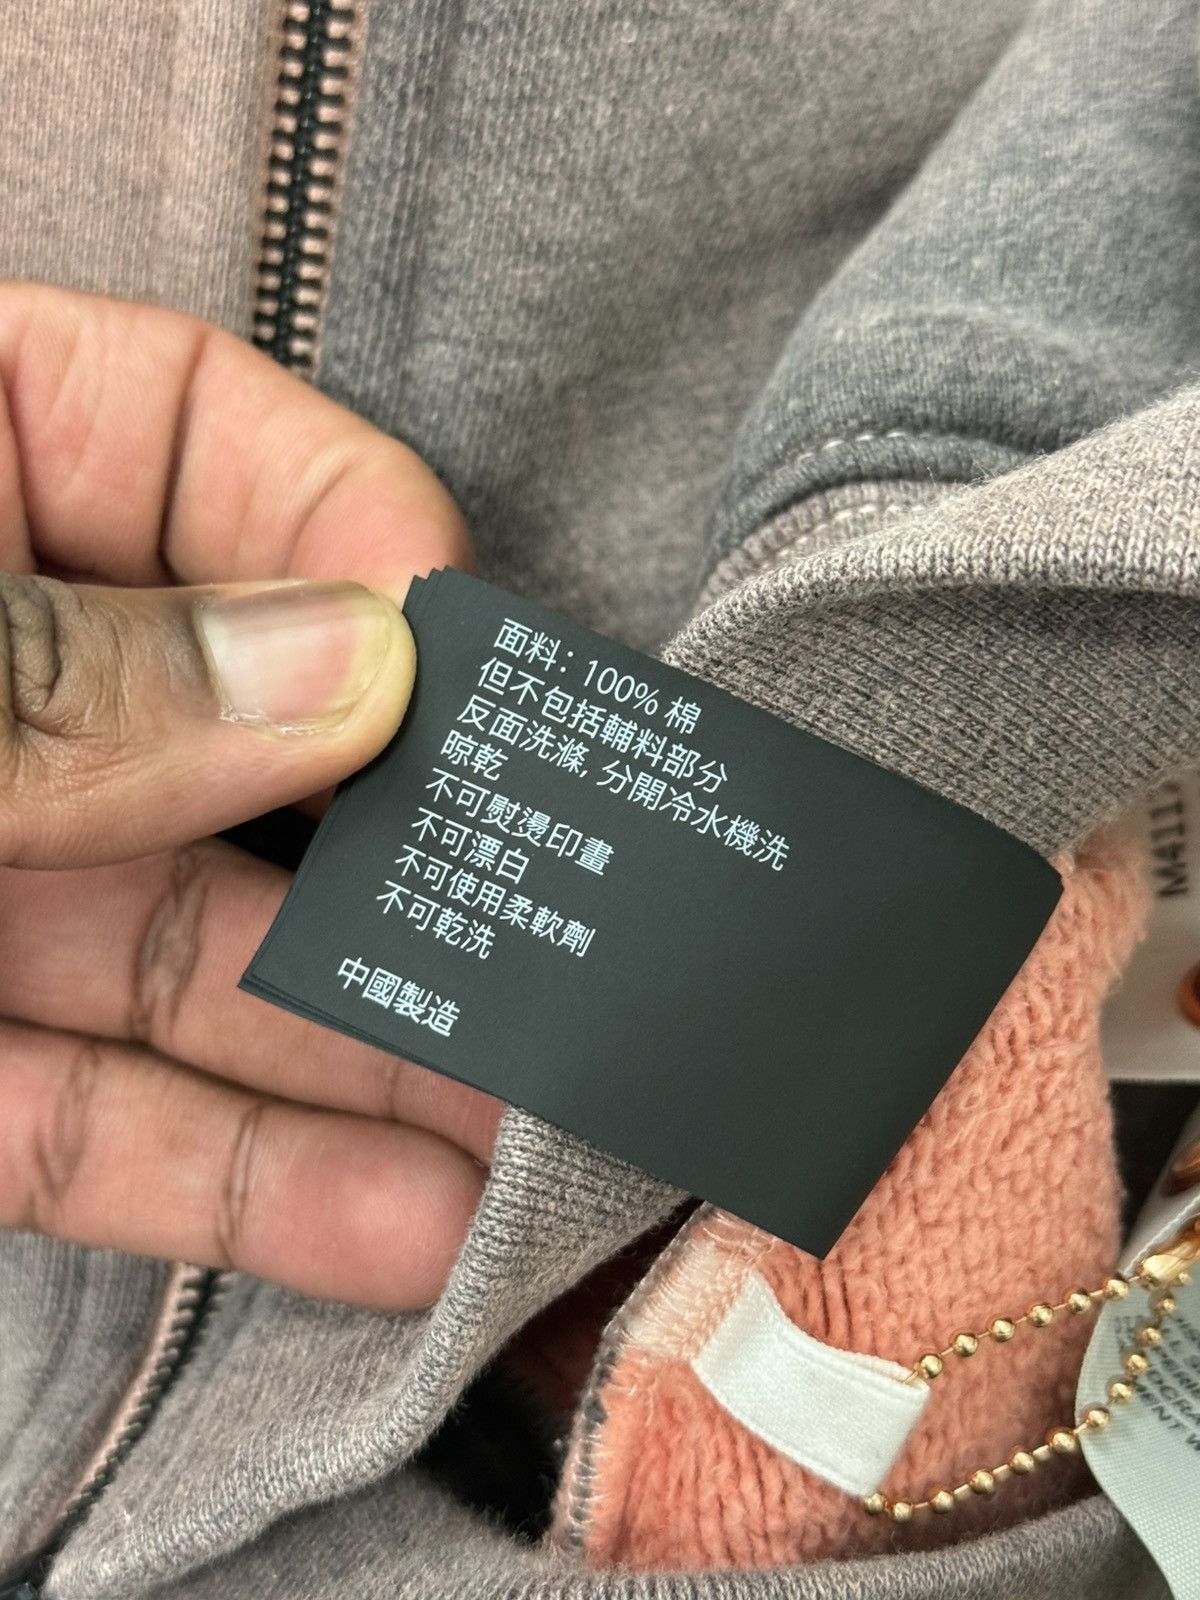 面料: 100% 棉
但不包括輔料部分
反面洗滌, 分開冷水機洗
晾乾
不可熨燙印畫
不可漂白
不可使用柔軟劑
不可乾洗
中國製造
M411